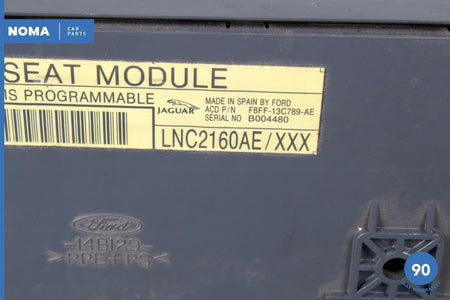 NOMA CAR PARTS
SEAT MODULE
IS PROGRAMMABLE
JAGUAR
MADE IN SPAIN BY FORD
ACD P/N F8FF-13C789-AE
SERIAL NO B004480
LNC2160AE/XXX
Ford
14B129
PPE+PS
90